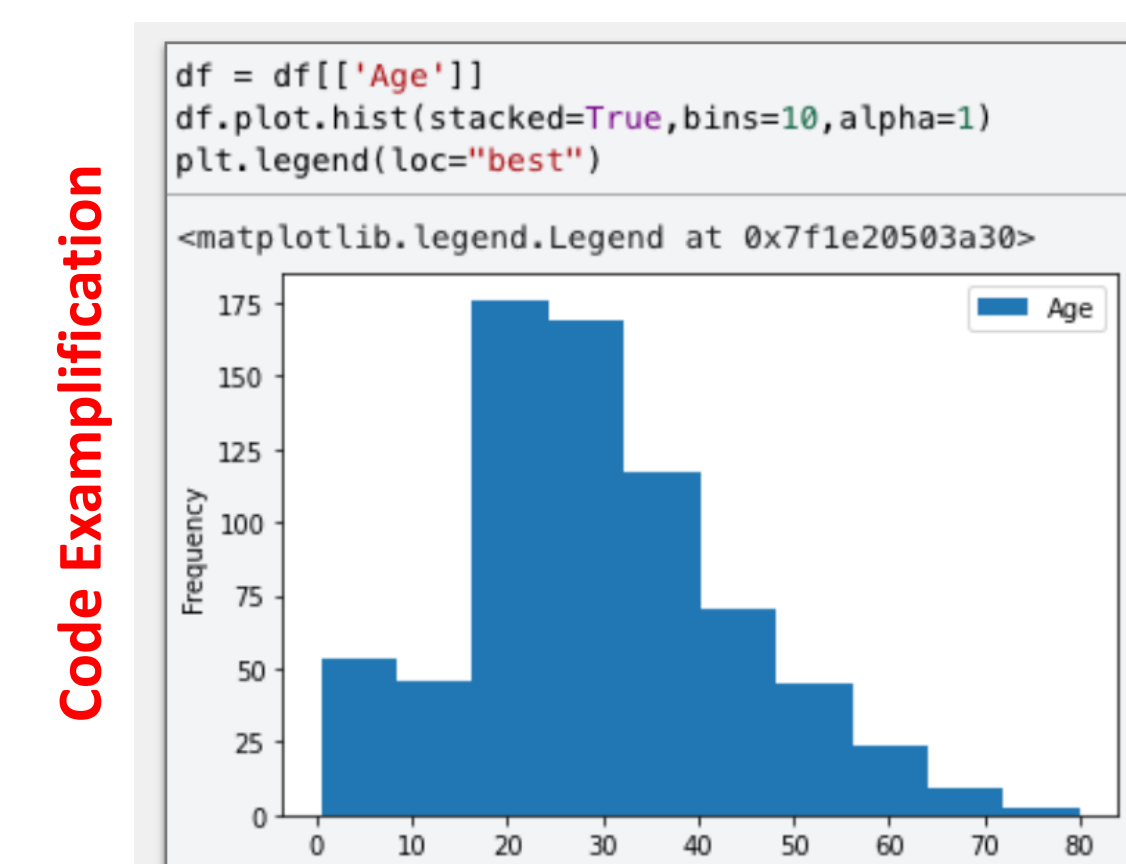 Code Examplification
df = df[['Age']]
df.plot.hist(stacked=True,bins=10,alpha=1)
plt.legend(loc="best")
<matplotlib.legend.Legend at 0x7f1e20503a30>
Age
175
150
125
100
75
50
25
0
Frequency
0 10 20 30 40 50 60 70 80